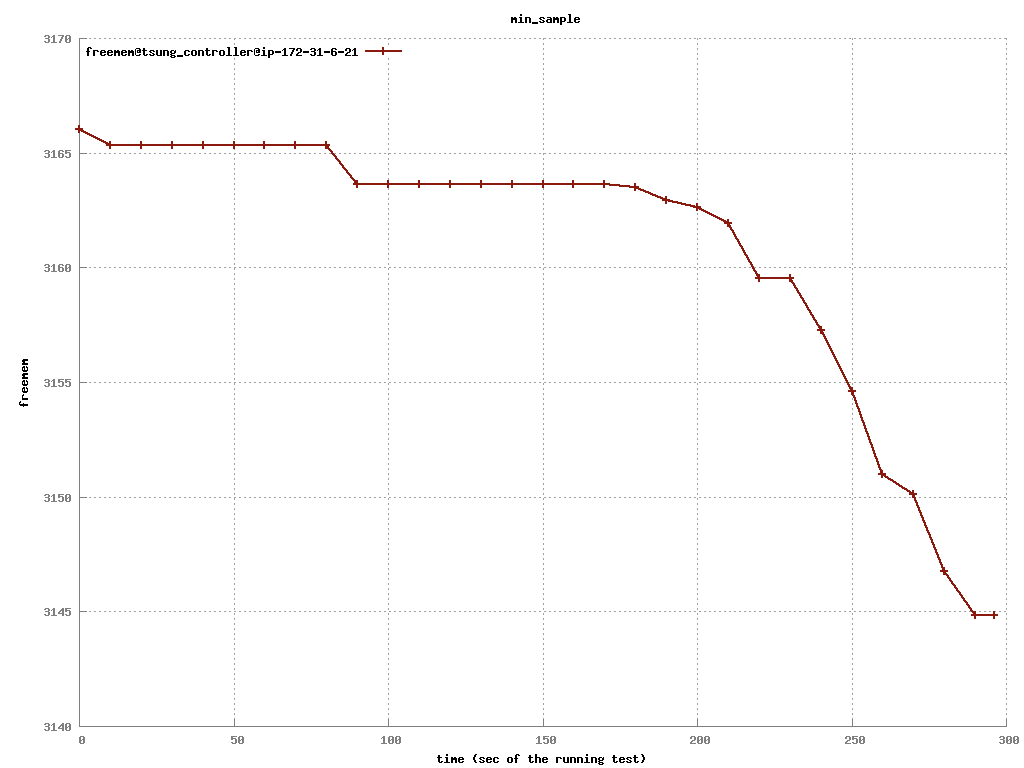 min_sample
3170
freemem@tsung_controller@ip-172-31-6-21
3165
3160
3155
freemem
3150
3145
3140
0 50 100 150 200 250 300
time (sec of the running test)